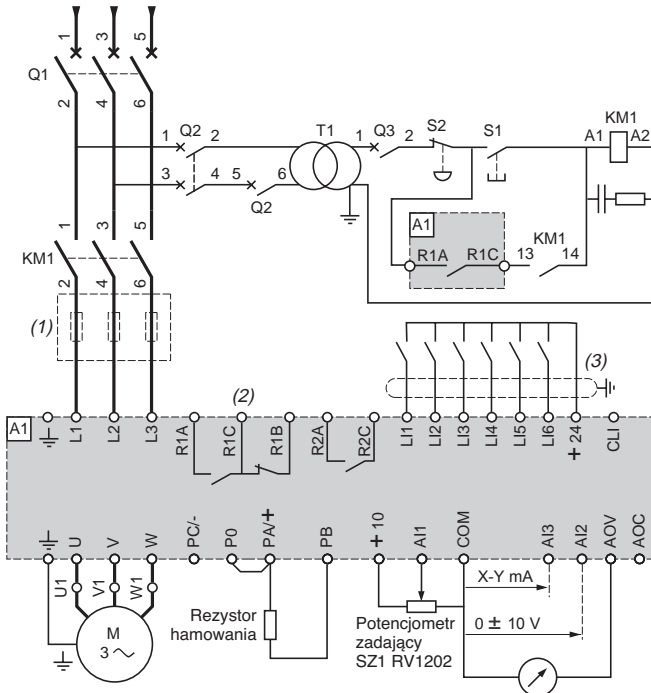 1 3 5
Q1
2 4 6
1 Q2 2
T1
1 Q3 2
S2
S1
KM1
A1 A2
3 4 5 6
Q2
1 3 5
KM1
2 4 6
A1
R1A R1C
13 KM1 14
(1)
(2)
(3)
A1
L1 L2 L3 R1A R1C R1B R2A R2C LI1 LI2 LI3 LI4 LI5 LI6 + 24 CLI
U V W PC/- P0 PA/+ PB + 10 AI1 COM AI3 AI2 AOV AOC
U1 V1 W1
X-Y mA
M
3
Rezystor
hamowania
Potencjometr
zadający
SZ1 RV1202
0 ± 10 V